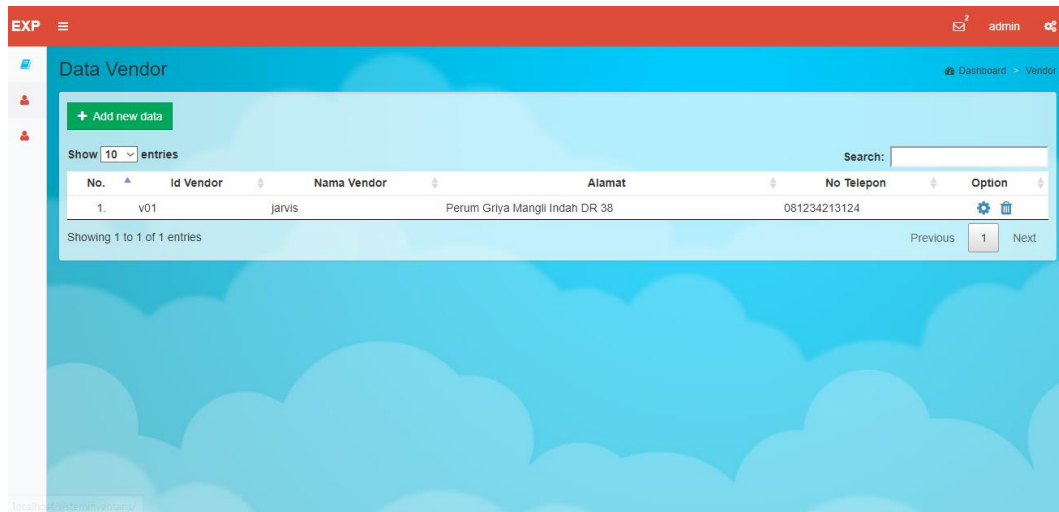 EXP 2 admin
Data Vendor Dashboard > Vendor
+ Add new data
Show 10 entries Search:
No. Id Vendor Nama Vendor Alamat No Telepon Option
1. v01 jarvis Perum Griya Mangli Indah DR 38 081234213124
Showing 1 to 1 of 1 entries Previous 1 Next